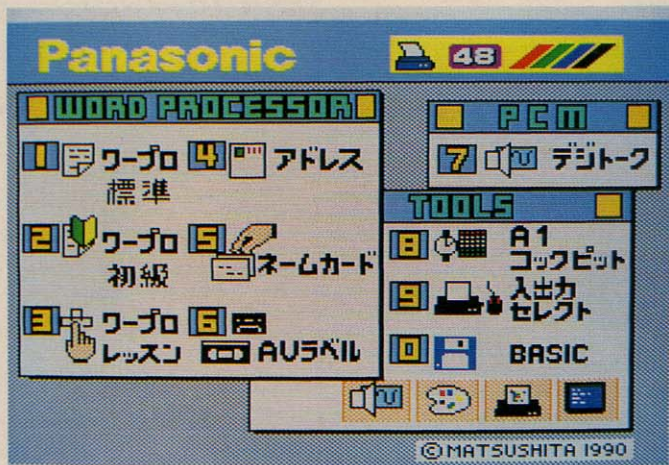 Panasonic
48
WORD PROCESSOR
1 ワープロ 標準
4 アドレス
2 ワープロ 初級
5 ネームカード
3 ワープロ レッスン
6 AVラベル
PCM
7 デジトーク
TOOLS
8 A1 コックピット
9 入出力 セレクト
0 BASIC
©MATSUSHITA 1990